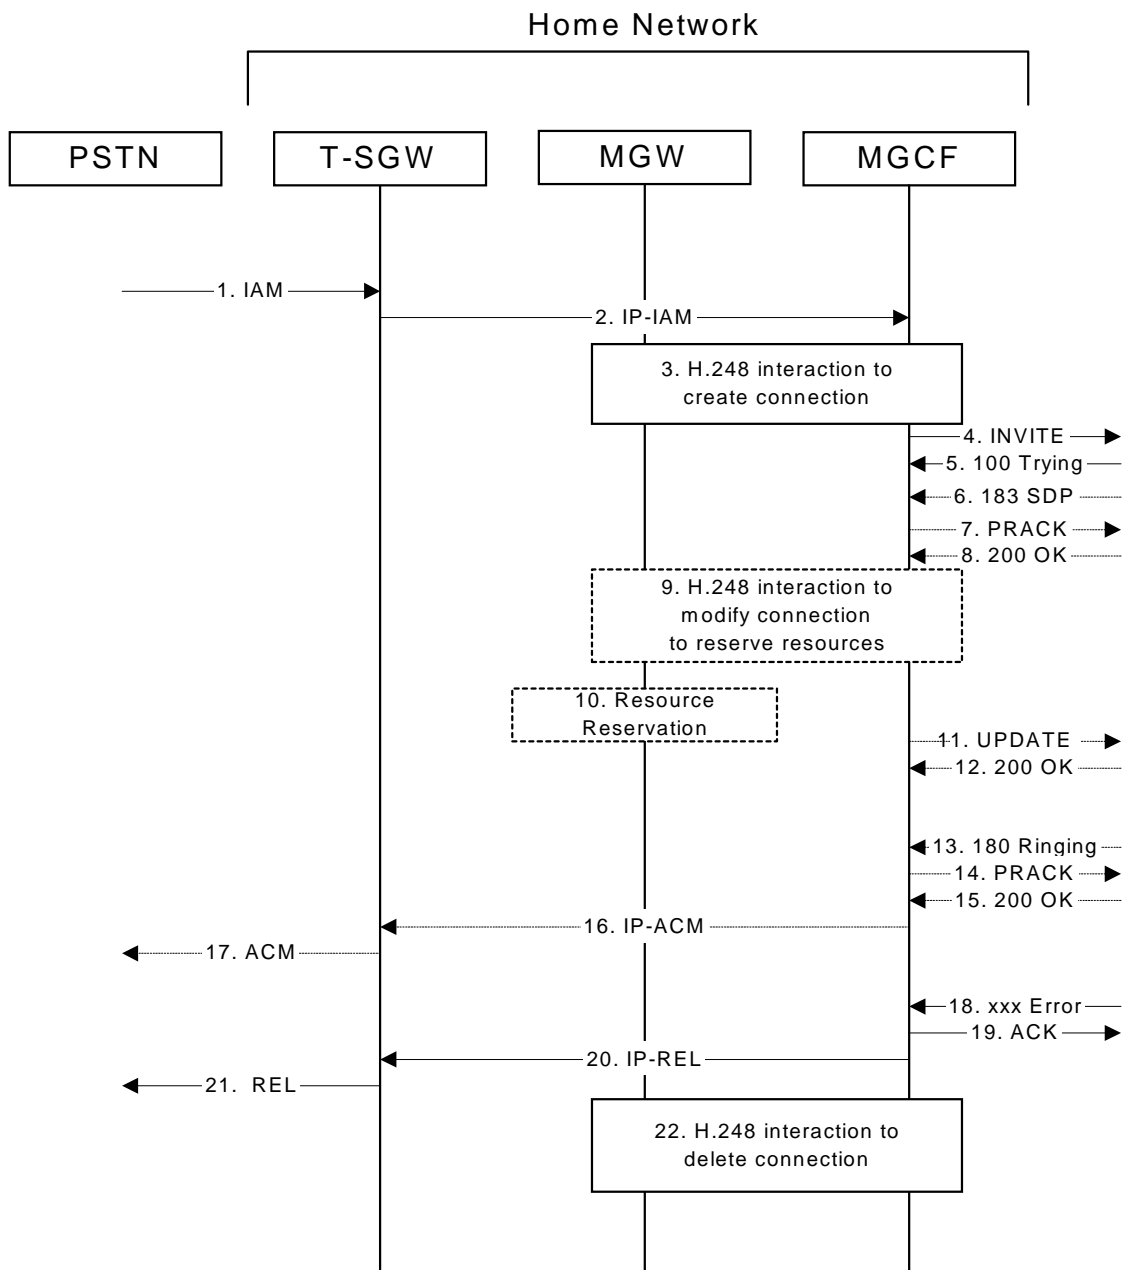 Home Network
PSTN
T-SGW
MGW
MGCF
1. IAM
2. IP-IAM
3. H.248 interaction to
create connection
4. INVITE
5. 100 Trying
6. 183 SDP
7. PRACK
8. 200 OK
9. H.248 interaction to
modify connection
to reserve resources
10. Resource
Reservation
11. UPDATE
12. 200 OK
13. 180 Ringing
14. PRACK
15. 200 OK
16. IP-ACM
17. ACM
18. xxx Error
19. ACK
20. IP-REL
21. REL
22. H.248 interaction to
delete connection